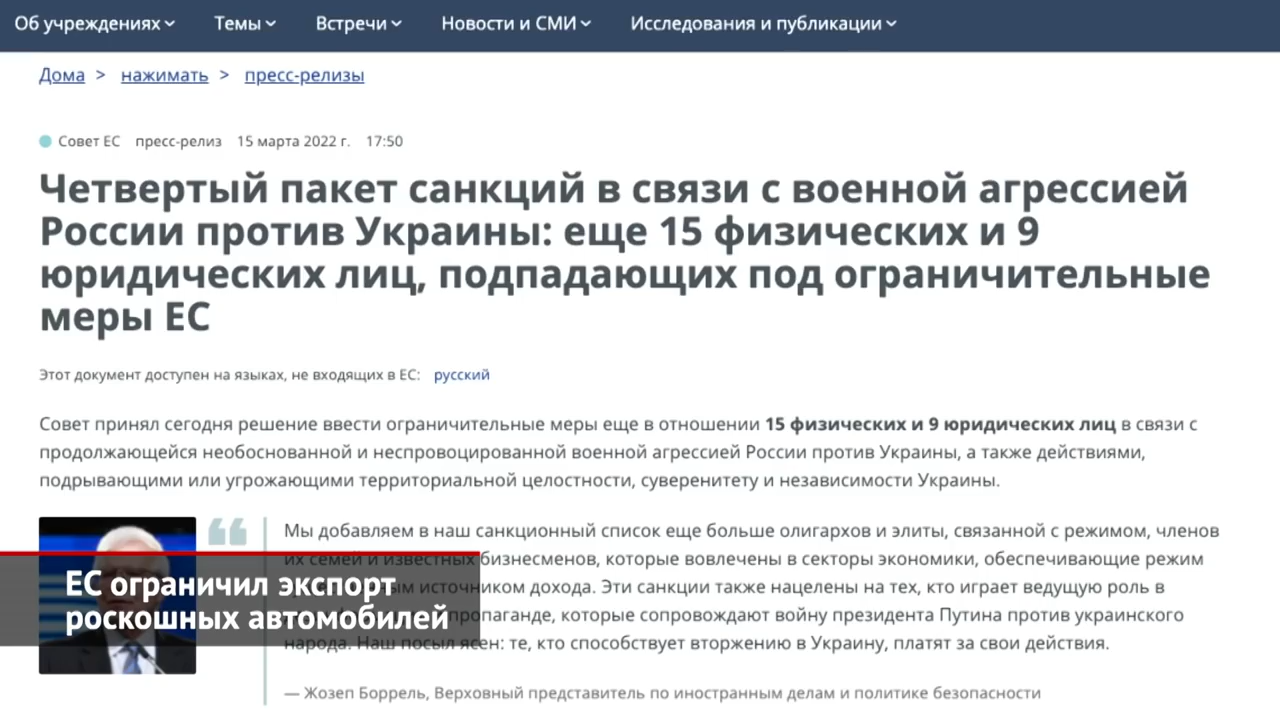 Об учреждениях Темы Встречи Новости и СМИ Исследования и публикации
Дома > нажимать > пресс-релизы
Совет ЕС пресс-релиз 15 марта 2022 г. 17:50
Четвертый пакет санкций в связи с военной агрессией
России против Украины: еще 15 физических и 9
юридических лиц, подпадающих под ограничительные
меры ЕС
Этот документ доступен на языках, не входящих в ЕС: русский
Совет принял сегодня решение ввести ограничительные меры еще в отношении 15 физических и 9 юридических лиц в связи с
продолжающейся необоснованной и неспровоцированной военной агрессией России против Украины, а также действиями,
подрывающими или угрожающими территориальной целостности, суверенитету и независимости Украины.
Мы добавляем в наш санкционный список еще больше олигархов и элиты, связанной с режимом, членов
их семей и известных бизнесменов, которые вовлечены в секторы экономики, обеспечивающие режим
источником дохода. Эти санкции также нацелены на тех, кто играет ведущую роль в
пропаганде, которые сопровождают войну президента Путина против украинского
народа. Наш посыл ясен: те, кто способствует вторжению в Украину, платят за свои действия.
— Жозеп Боррель, Верховный представитель по иностранным делам и политике безопасности
ЕС ограничил экспорт
роскошных автомобилей